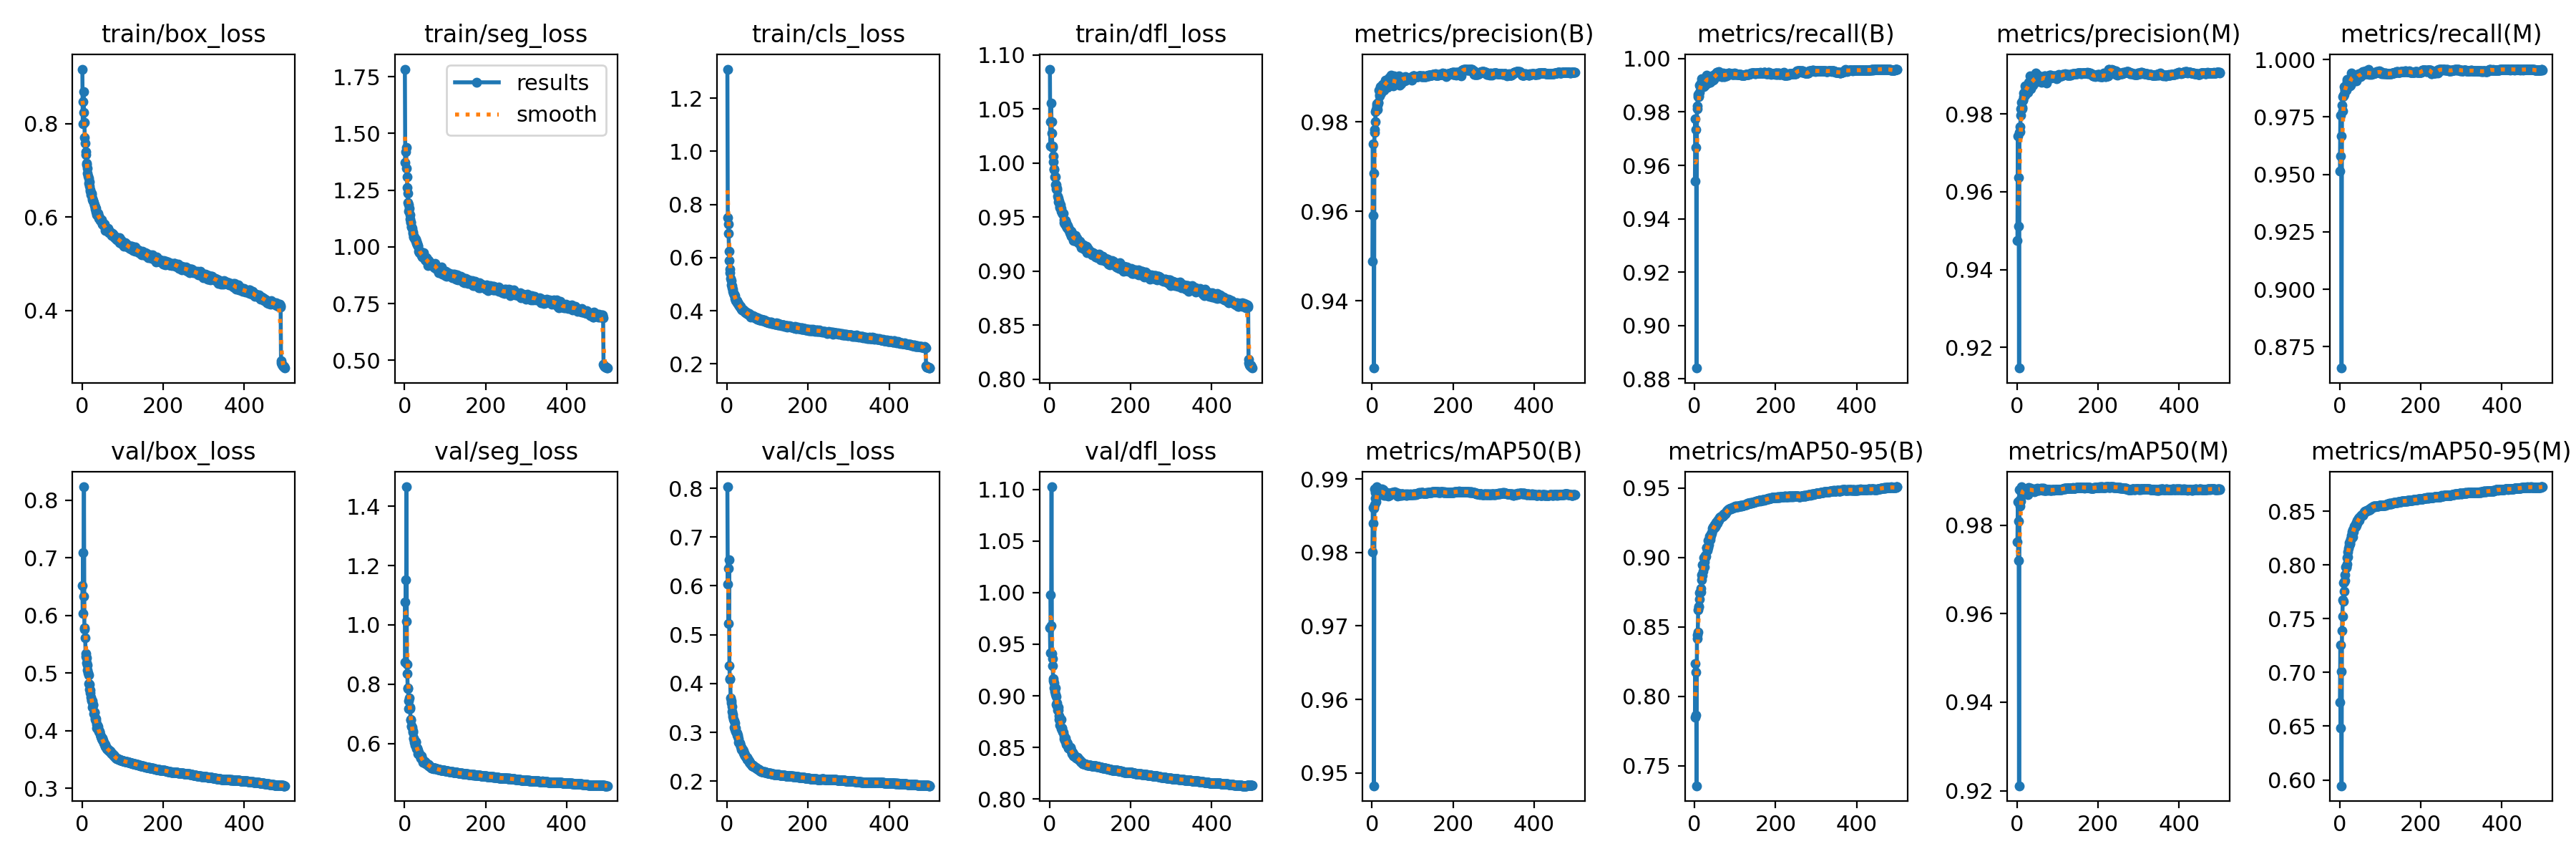 train/box_loss
train/seg_loss
train/cls_loss
train/dfl_loss
metrics/precision(B)
metrics/recall(B)
metrics/precision(M)
metrics/recall(M)
0.8
0.6
0.4
0 200 400
1.75
1.50
1.25
1.00
0.75
0.50
0 200 400
results
smooth
1.2
1.0
0.8
0.6
0.4
0.2
0 200 400
1.10
1.05
1.00
0.95
0.90
0.85
0.80
0 200 400
0.98
0.96
0.94
0 200 400
1.00
0.98
0.96
0.94
0.92
0.90
0.88
0 200 400
0.98
0.96
0.94
0.92
0 200 400
1.000
0.975
0.950
0.925
0.900
0.875
0 200 400
val/box_loss
val/seg_loss
val/cls_loss
val/dfl_loss
metrics/mAP50(B)
metrics/mAP50-95(B)
metrics/mAP50(M)
metrics/mAP50-95(M)
0.8
0.7
0.6
0.5
0.4
0.3
0 200 400
1.4
1.2
1.0
0.8
0.6
0 200 400
0.8
0.7
0.6
0.5
0.4
0.3
0.2
0 200 400
1.10
1.05
1.00
0.95
0.90
0.85
0.80
0 200 400
0.99
0.98
0.97
0.96
0.95
0 200 400
0.95
0.90
0.85
0.80
0.75
0 200 400
0.98
0.96
0.94
0.92
0 200 400
0.85
0.80
0.75
0.70
0.65
0.60
0 200 400